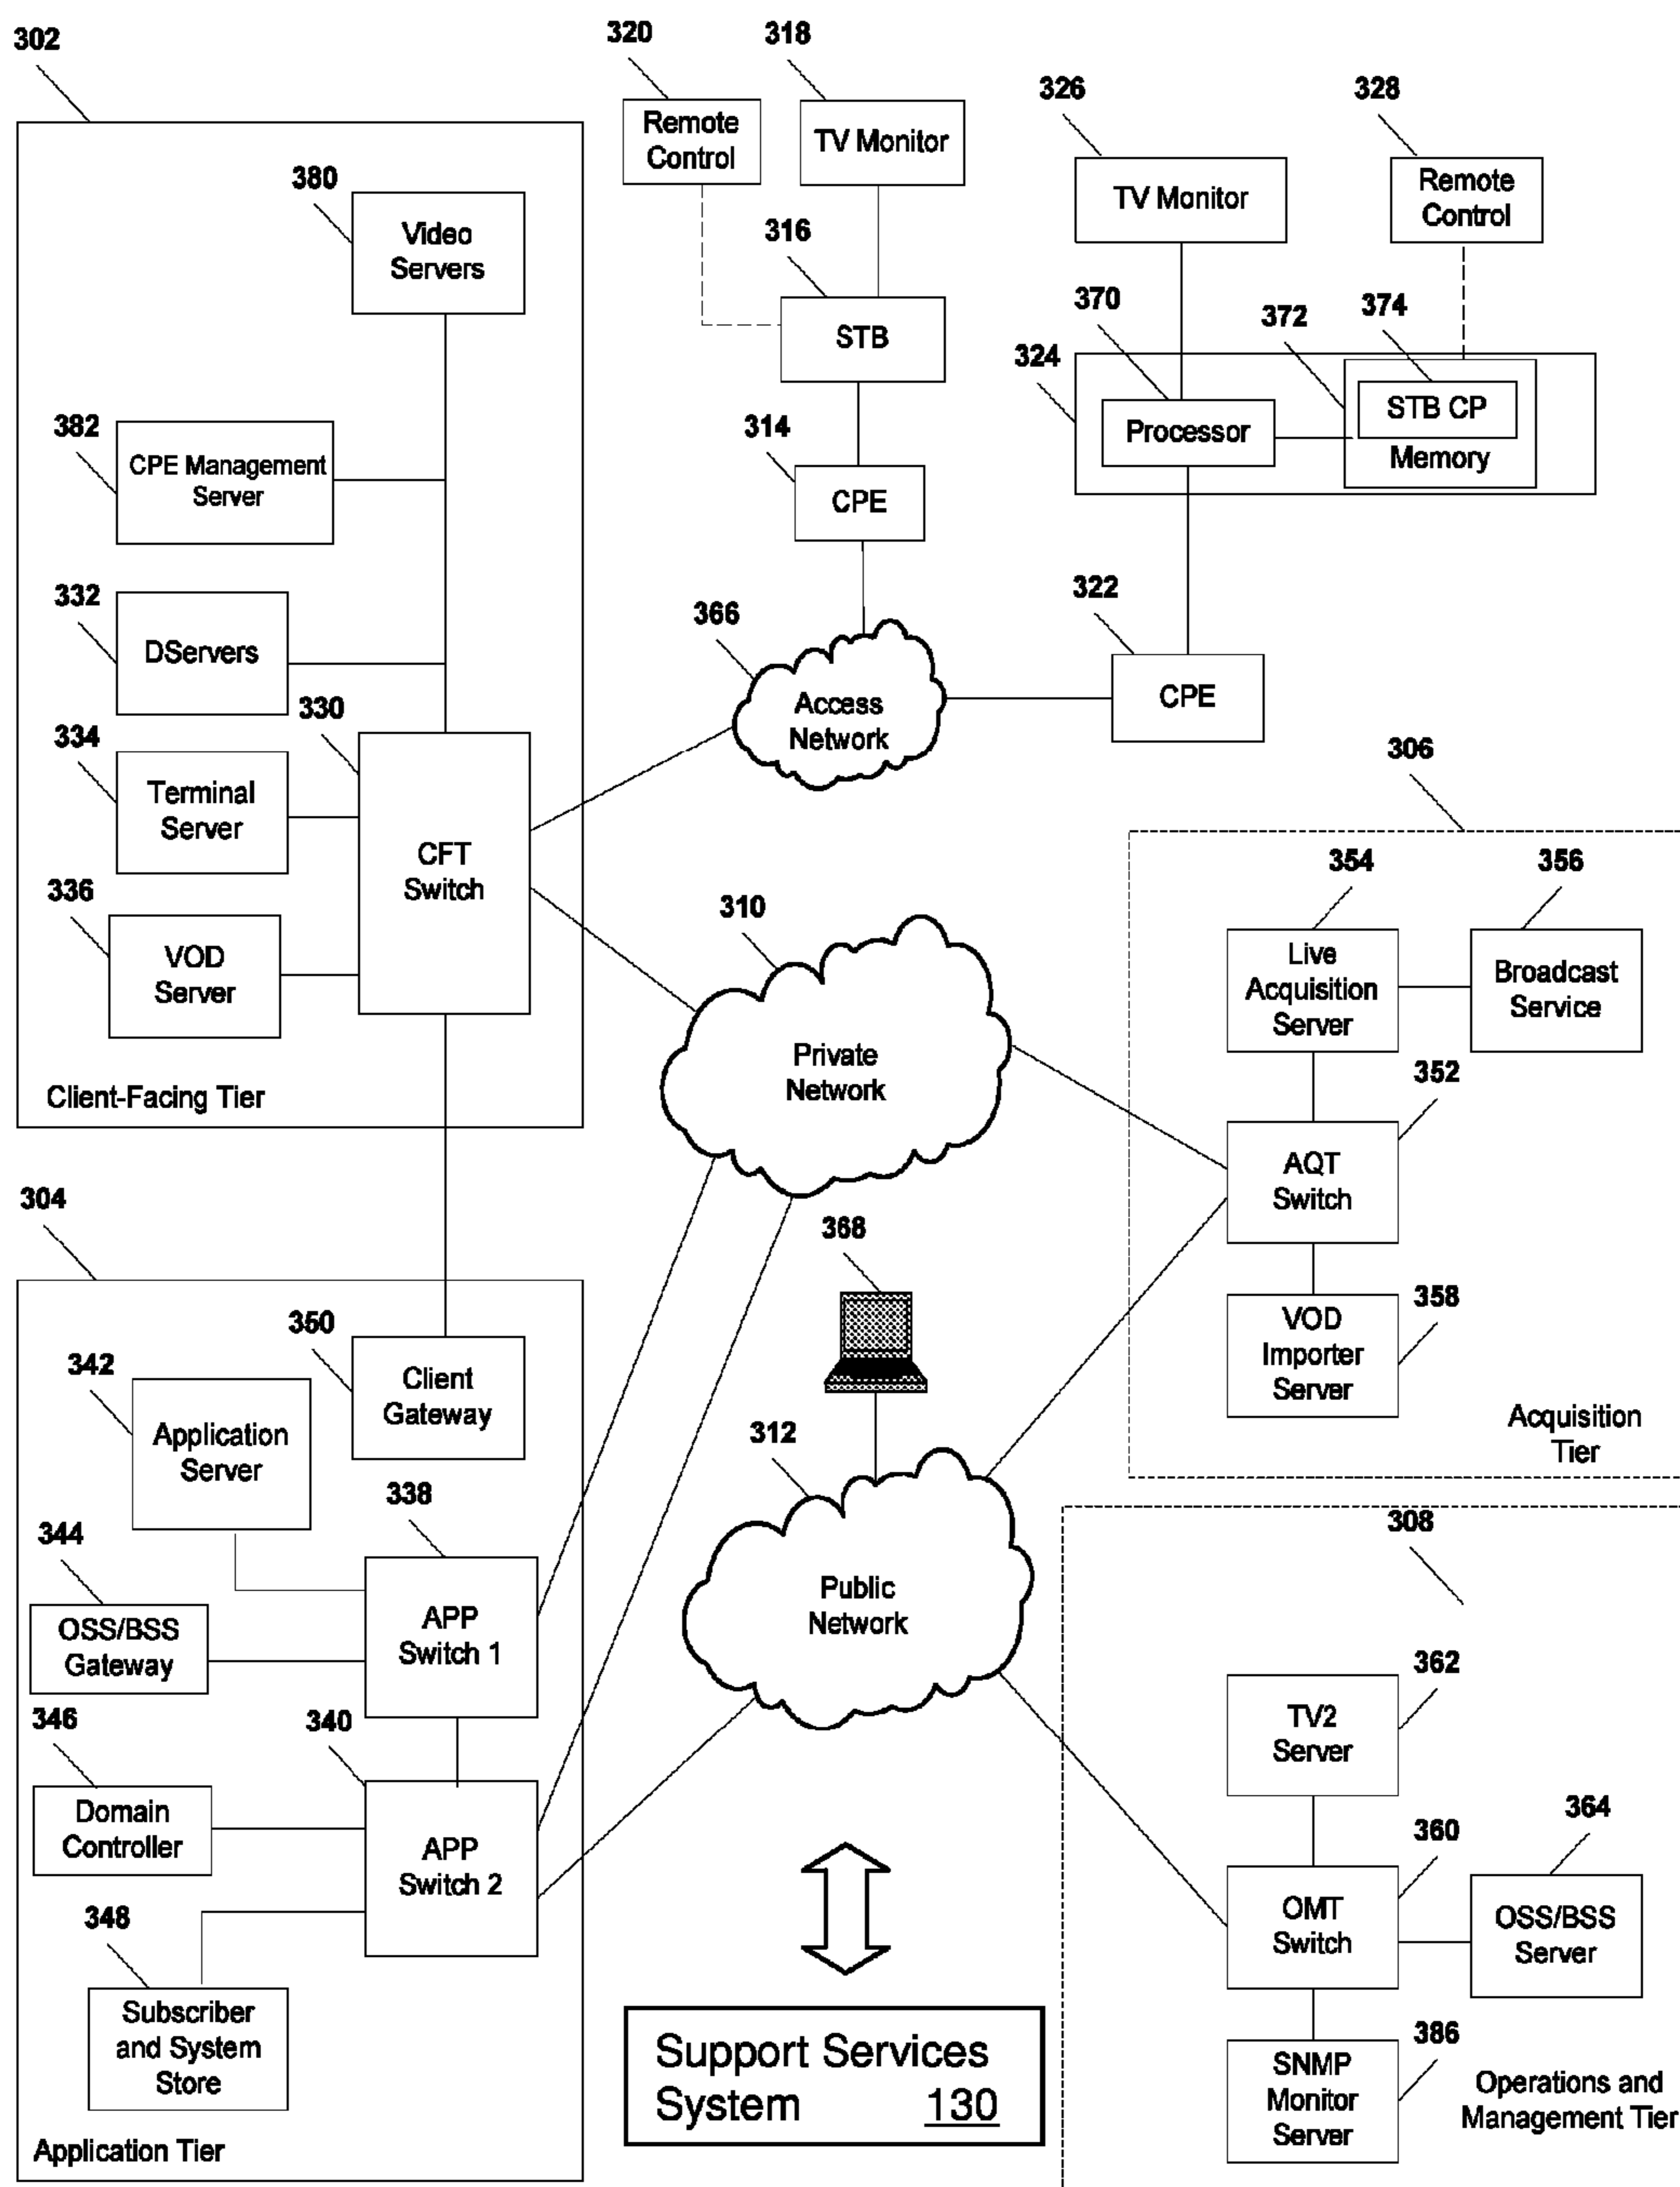 302
320
318
326
328
Remote
Control
TV Monitor
TV Monitor
Remote
Control
380
Video
Servers
316
STB
370
372
374
324
Processor
STB CP
Memory
382
CPE Management
Server
314
CPE
332
DServers
366
Access
Network
322
CPE
330
334
Terminal
Server
CFT
Switch
336
VOD
Server
Client-Facing Tier
306
354
356
Live
Acquisition
Server
Broadcast
Service
310
Private
Network
352
AQT
Switch
358
VOD
Importer
Server
Acquisition
Tier
304
368
350
Client
Gateway
342
Application
Server
312
Public
Network
338
344
OSS/BSS
Gateway
APP
Switch 1
308
346
340
Domain
Controller
APP
Switch 2
362
TV2
Server
360
364
OMT
Switch
OSS/BSS
Server
348
Subscriber
and System
Store
Application Tier
Support Services
System 130
386
SNMP
Monitor
Server
Operations and
Management Tier